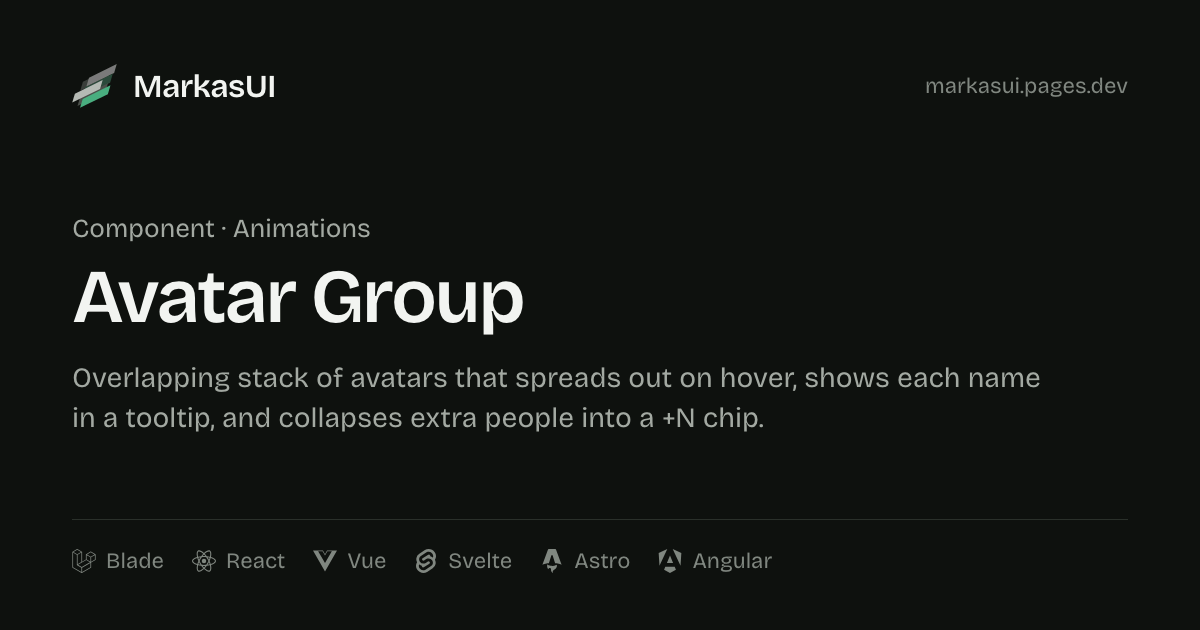 MarkasUI
markasui.pages.dev
Component · Animations
Avatar Group
Overlapping stack of avatars that spreads out on hover, shows each name
in a tooltip, and collapses extra people into a +N chip.
Blade React Vue Svelte Astro Angular